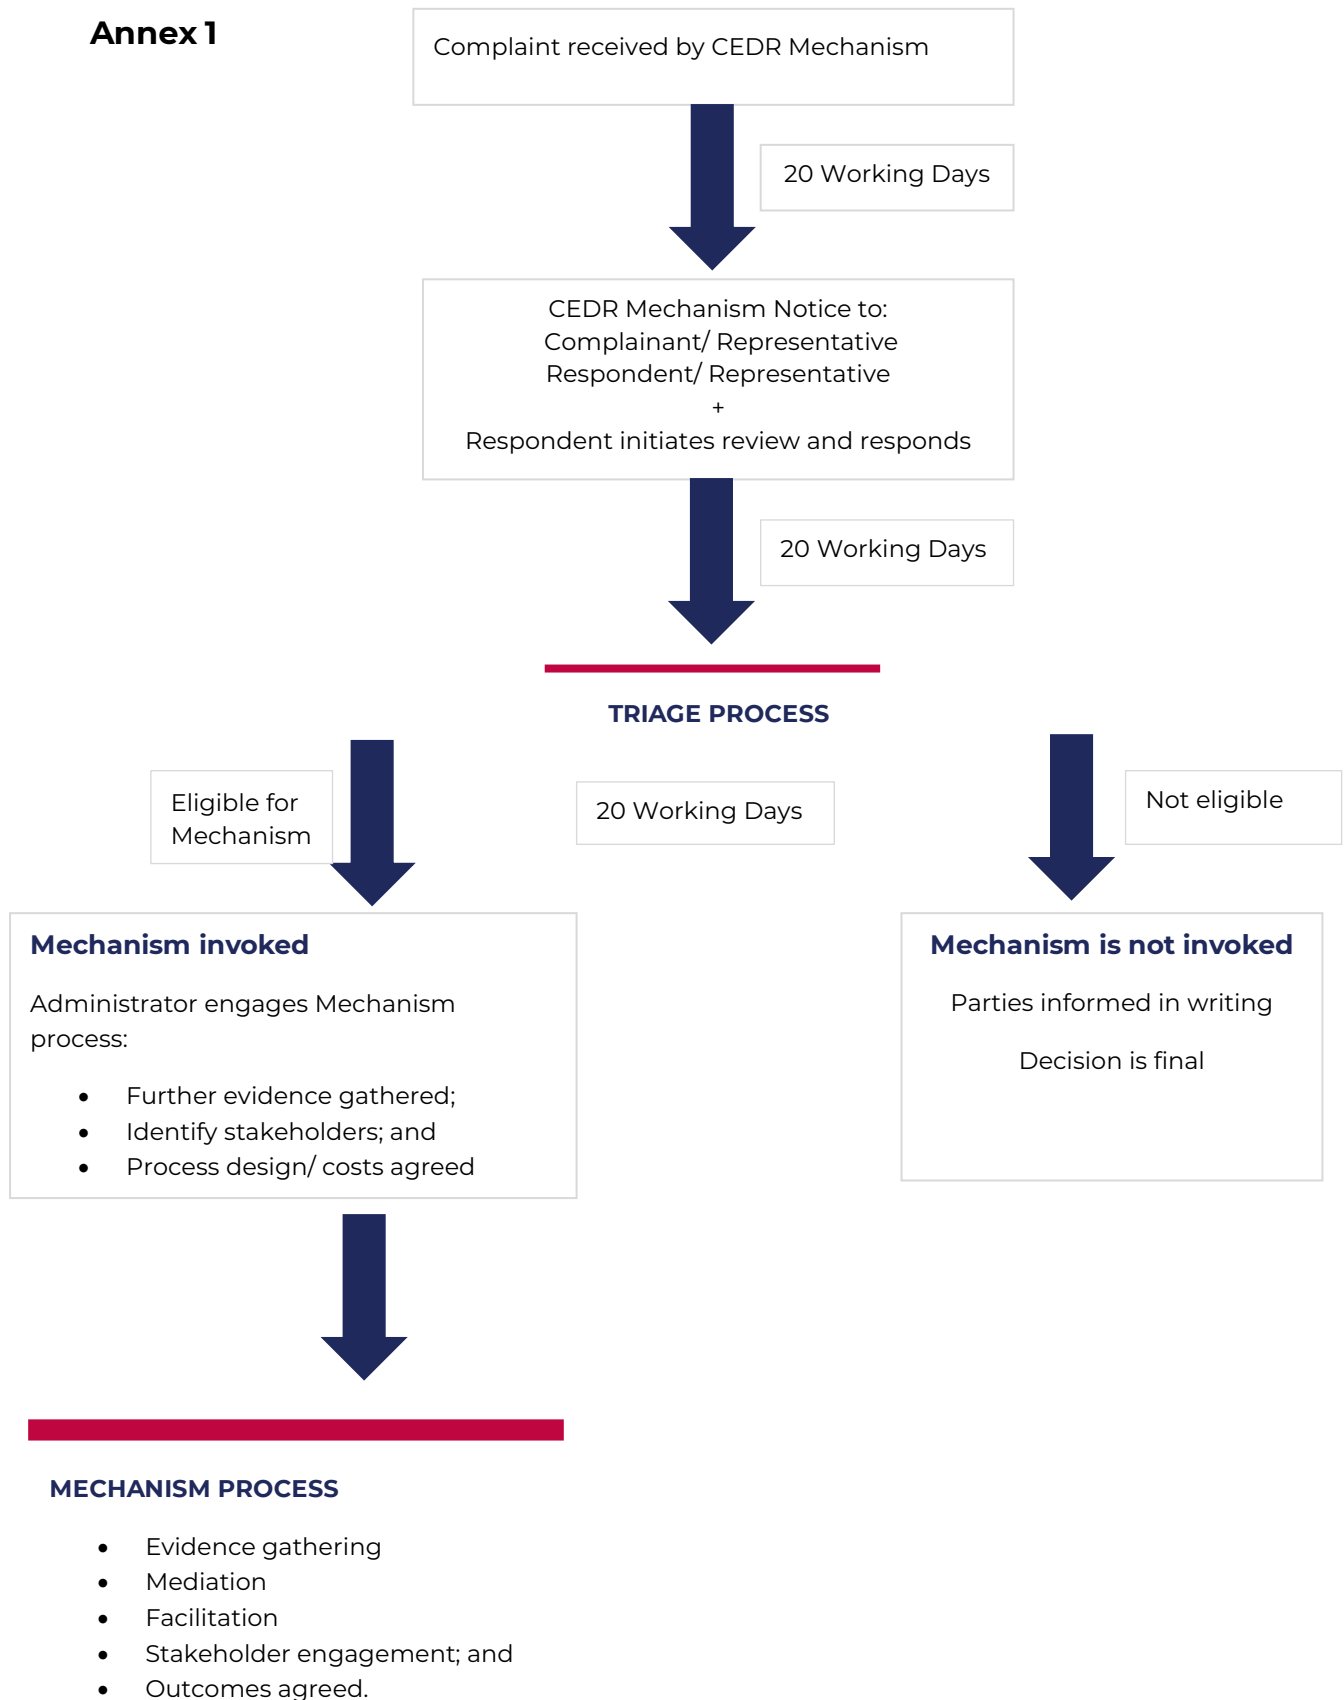 Annex 1
Complaint received by CEDR Mechanism
20 Working Days
CEDR Mechanism Notice to:
Complainant/ Representative
Respondent/ Representative
+
Respondent initiates review and responds
20 Working Days
TRIAGE PROCESS
Eligible for
Mechanism
20 Working Days
Not eligible
Mechanism invoked
Administrator engages Mechanism
process:
• Further evidence gathered;
• Identify stakeholders; and
• Process design/ costs agreed
Mechanism is not invoked
Parties informed in writing
Decision is final
MECHANISM PROCESS
• Evidence gathering
• Mediation
• Facilitation
• Stakeholder engagement; and
• Outcomes agreed.